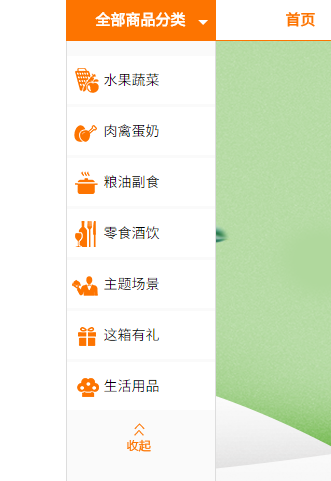 全部商品分类
首页
水果蔬菜
肉禽蛋奶
粮油副食
零食酒饮
主题场景
这箱有礼
生活用品
收起